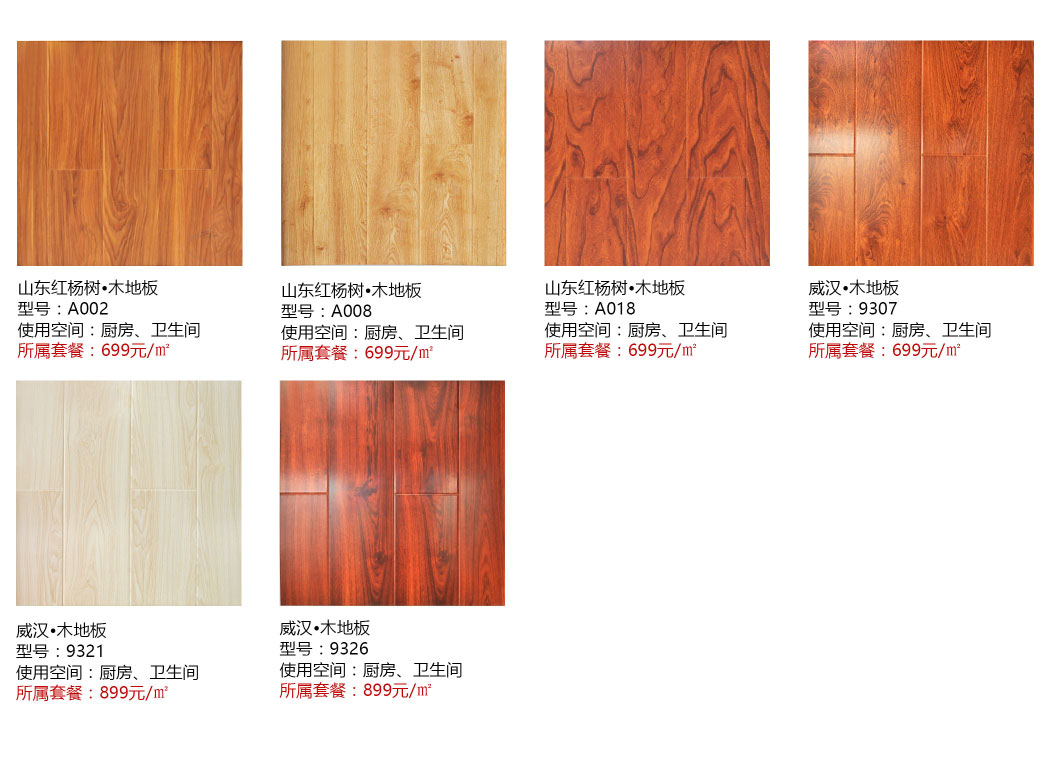 山东红杨树•木地板
型号：A002
使用空间：厨房、卫生间
所属套餐：699元/㎡
山东红杨树•木地板
型号：A008
使用空间：厨房、卫生间
所属套餐：699元/㎡
山东红杨树•木地板
型号：A018
使用空间：厨房、卫生间
所属套餐：699元/㎡
威汉•木地板
型号：9307
使用空间：厨房、卫生间
所属套餐：699元/㎡
威汉•木地板
型号：9321
使用空间：厨房、卫生间
所属套餐：899元/㎡
威汉•木地板
型号：9326
使用空间：厨房、卫生间
所属套餐：899元/㎡